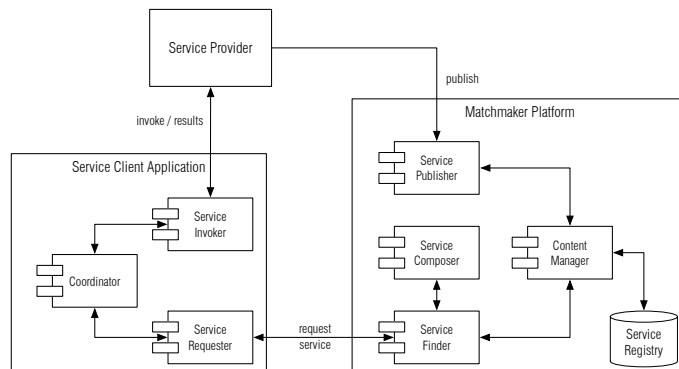 Service Provider
publish
invoke / results
Matchmaker Platform
Service Client Application
Service
Publisher
Service
Invoker
Service
Composer
Content
Manager
Coordinator
Service
Requester
request
service
Service
Finder
Service
Registry